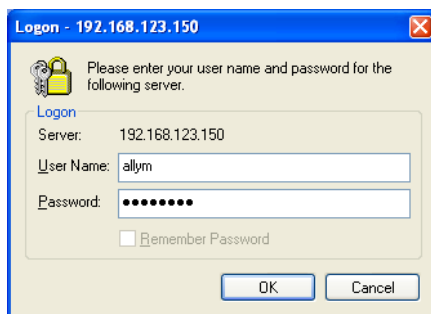 Logon - 192.168.123.150
Please enter your user name and password for the
following server.
Logon
Server: 192.168.123.150
User Name: allym
Password: ●●●●●●●●
Remember Password
OK Cancel